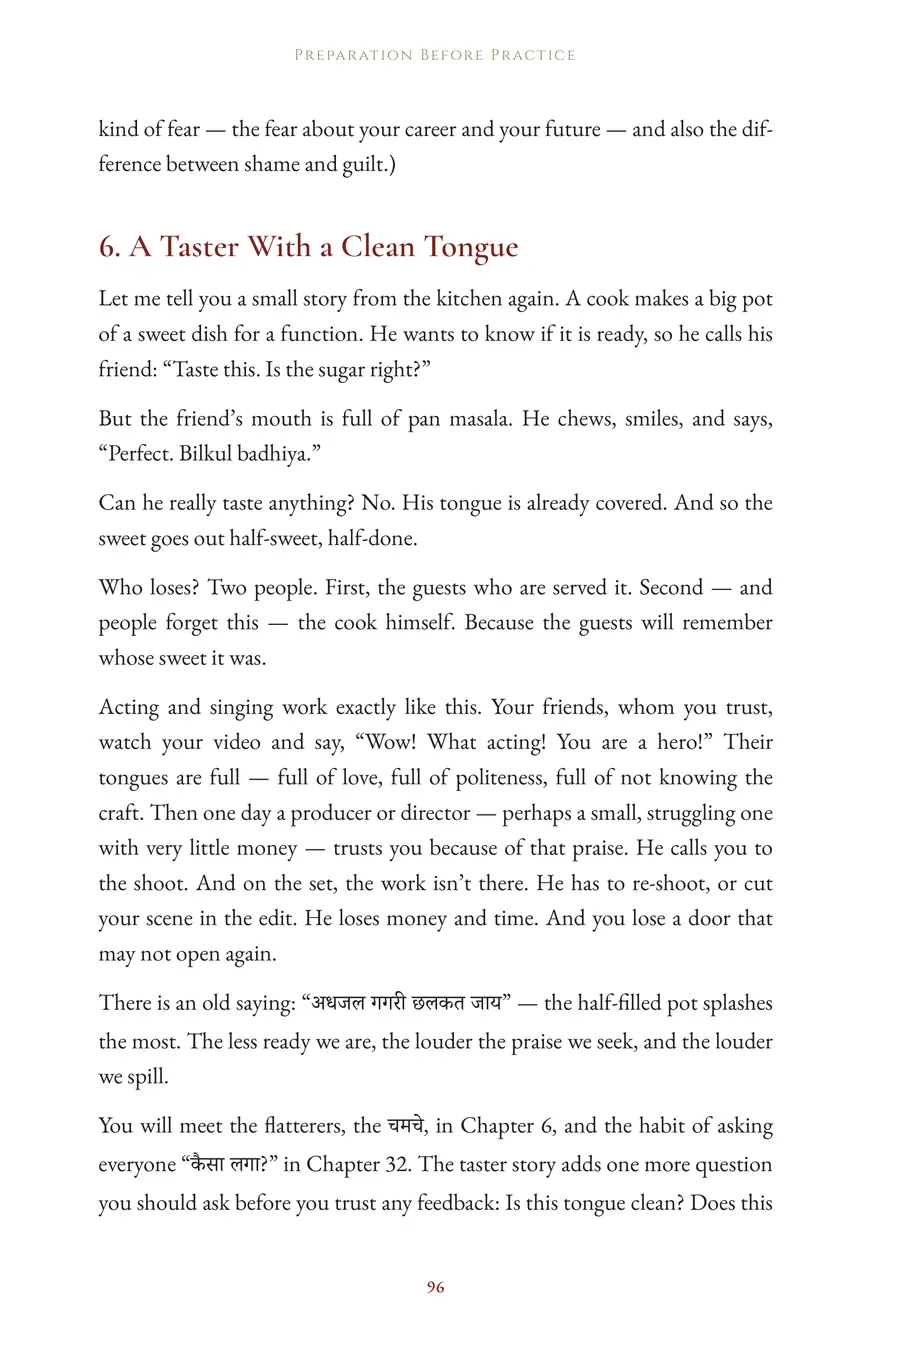 Preparation Before Practice
kind of fear — the fear about your career and your future — and also the dif-
ference between shame and guilt.)
6. A Taster With a Clean Tongue
Let me tell you a small story from the kitchen again. A cook makes a big pot
of a sweet dish for a function. He wants to know if it is ready, so he calls his
friend: “Taste this. Is the sugar right?”
But the friend’s mouth is full of pan masala. He chews, smiles, and says,
“Perfect. Bilkul badhiya.”
Can he really taste anything? No. His tongue is already covered. And so the
sweet goes out half-sweet, half-done.
Who loses? Two people. First, the guests who are served it. Second — and
people forget this — the cook himself. Because the guests will remember
whose sweet it was.
Acting and singing work exactly like this. Your friends, whom you trust,
watch your video and say, “Wow! What acting! You are a hero!” Their
tongues are full — full of love, full of politeness, full of not knowing the
craft. Then one day a producer or director — perhaps a small, struggling one
with very little money — trusts you because of that praise. He calls you to
the shoot. And on the set, the work isn’t there. He has to re-shoot, or cut
your scene in the edit. He loses money and time. And you lose a door that
may not open again.
There is an old saying: “अधजल गगरी छलकत जाय” — the half-filled pot splashes
the most. The less ready we are, the louder the praise we seek, and the louder
we spill.
You will meet the flatterers, the चमचे, in Chapter 6, and the habit of asking
everyone “कैसा लगा?” in Chapter 32. The taster story adds one more question
you should ask before you trust any feedback: Is this tongue clean? Does this
96